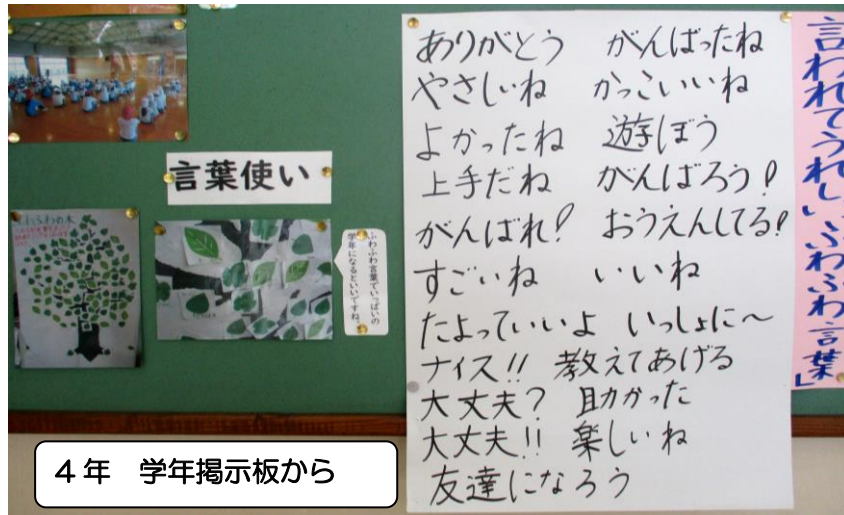 言われてうれしい「ふわふわ言葉」
ありがとう　がんばったね
やさしいね　かっこいいね
よかったね　遊ぼう
上手だね　がんばろう！
がんばれ！　おうえんしてる！
すごいね　いいね
たよっていいよ　いっしょに～
ナイス!!　教えてあげる
大丈夫？　助かった
大丈夫!!　楽しいね
友達になろう
言葉使い
ふわふわ言葉でいっぱいの
学年になるといいですね。
ふわふわの木
４年　学年掲示板から